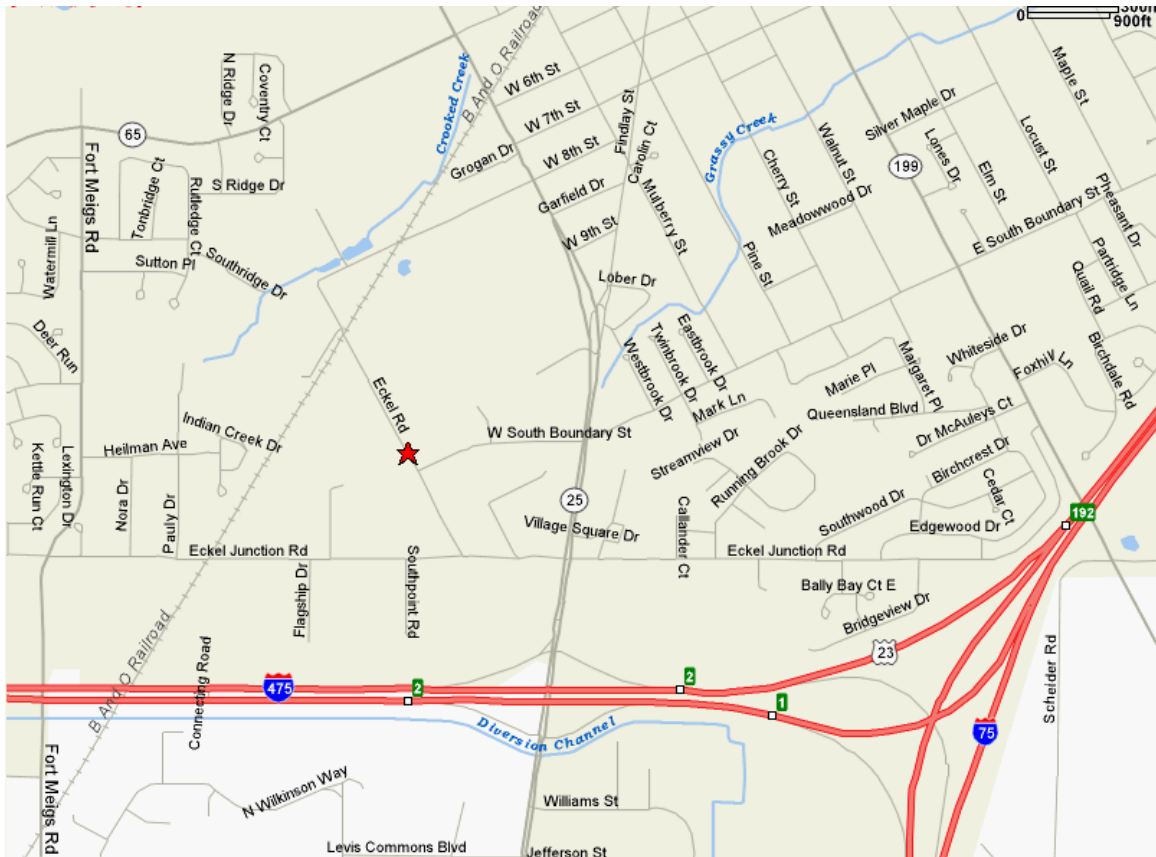 0
300ft
900ft
65
N Ridge Dr
Coventry Ct
Crooked Creek
B And O Railroad
W 6th St
W 7th St
W 8th St
Grogan Dr
Garfield Dr
W 9th St
Findlay St
Carolin Ct
Mulberry St
Grassy Creek
Cherry St
Walnut St
Silver Maple Dr
199
Lones Dr
Elm St
Locust St
Maple St
Meadowwood Dr
E South Boundary St
Pheasant Dr
Partridge Ln
Quail Rd
Birchdale Rd
Fort Meigs Rd
Tonbridge Ct
Rutledge Ct
S Ridge Dr
Watermill Ln
Sutton Pl
Southridge Dr
Lober Dr
Pine St
Deer Run
Eckel Rd
Westbrook Dr
Twinbrook Dr
Eastbrook Dr
Mark Ln
Marie Pl
Margaret Pl
Whiteside Dr
Foxhill Ln
Queensland Blvd
Dr McAuleys Ct
Birchcrest Dr
Cedar Ct
Indian Creek Dr
Heilman Ave
Kettle Run Ct
Lexington Dr
Nora Dr
Pauly Dr
W South Boundary St
Streamview Dr
Running Brook Dr
Southwood Dr
Edgewood Dr
192
25
Village Square Dr
Callander Ct
Eckel Junction Rd
Eckel Junction Rd
Flagship Dr
Southpoint Rd
Bally Bay Ct E
Bridgeview Dr
23
B And O Railroad
Connecting Road
475
2
2
1
75
Scheider Rd
Diversion Channel
Fort Meigs Rd
N Wilkinson Way
Williams St
Levis Commons Blvd
Jefferson St